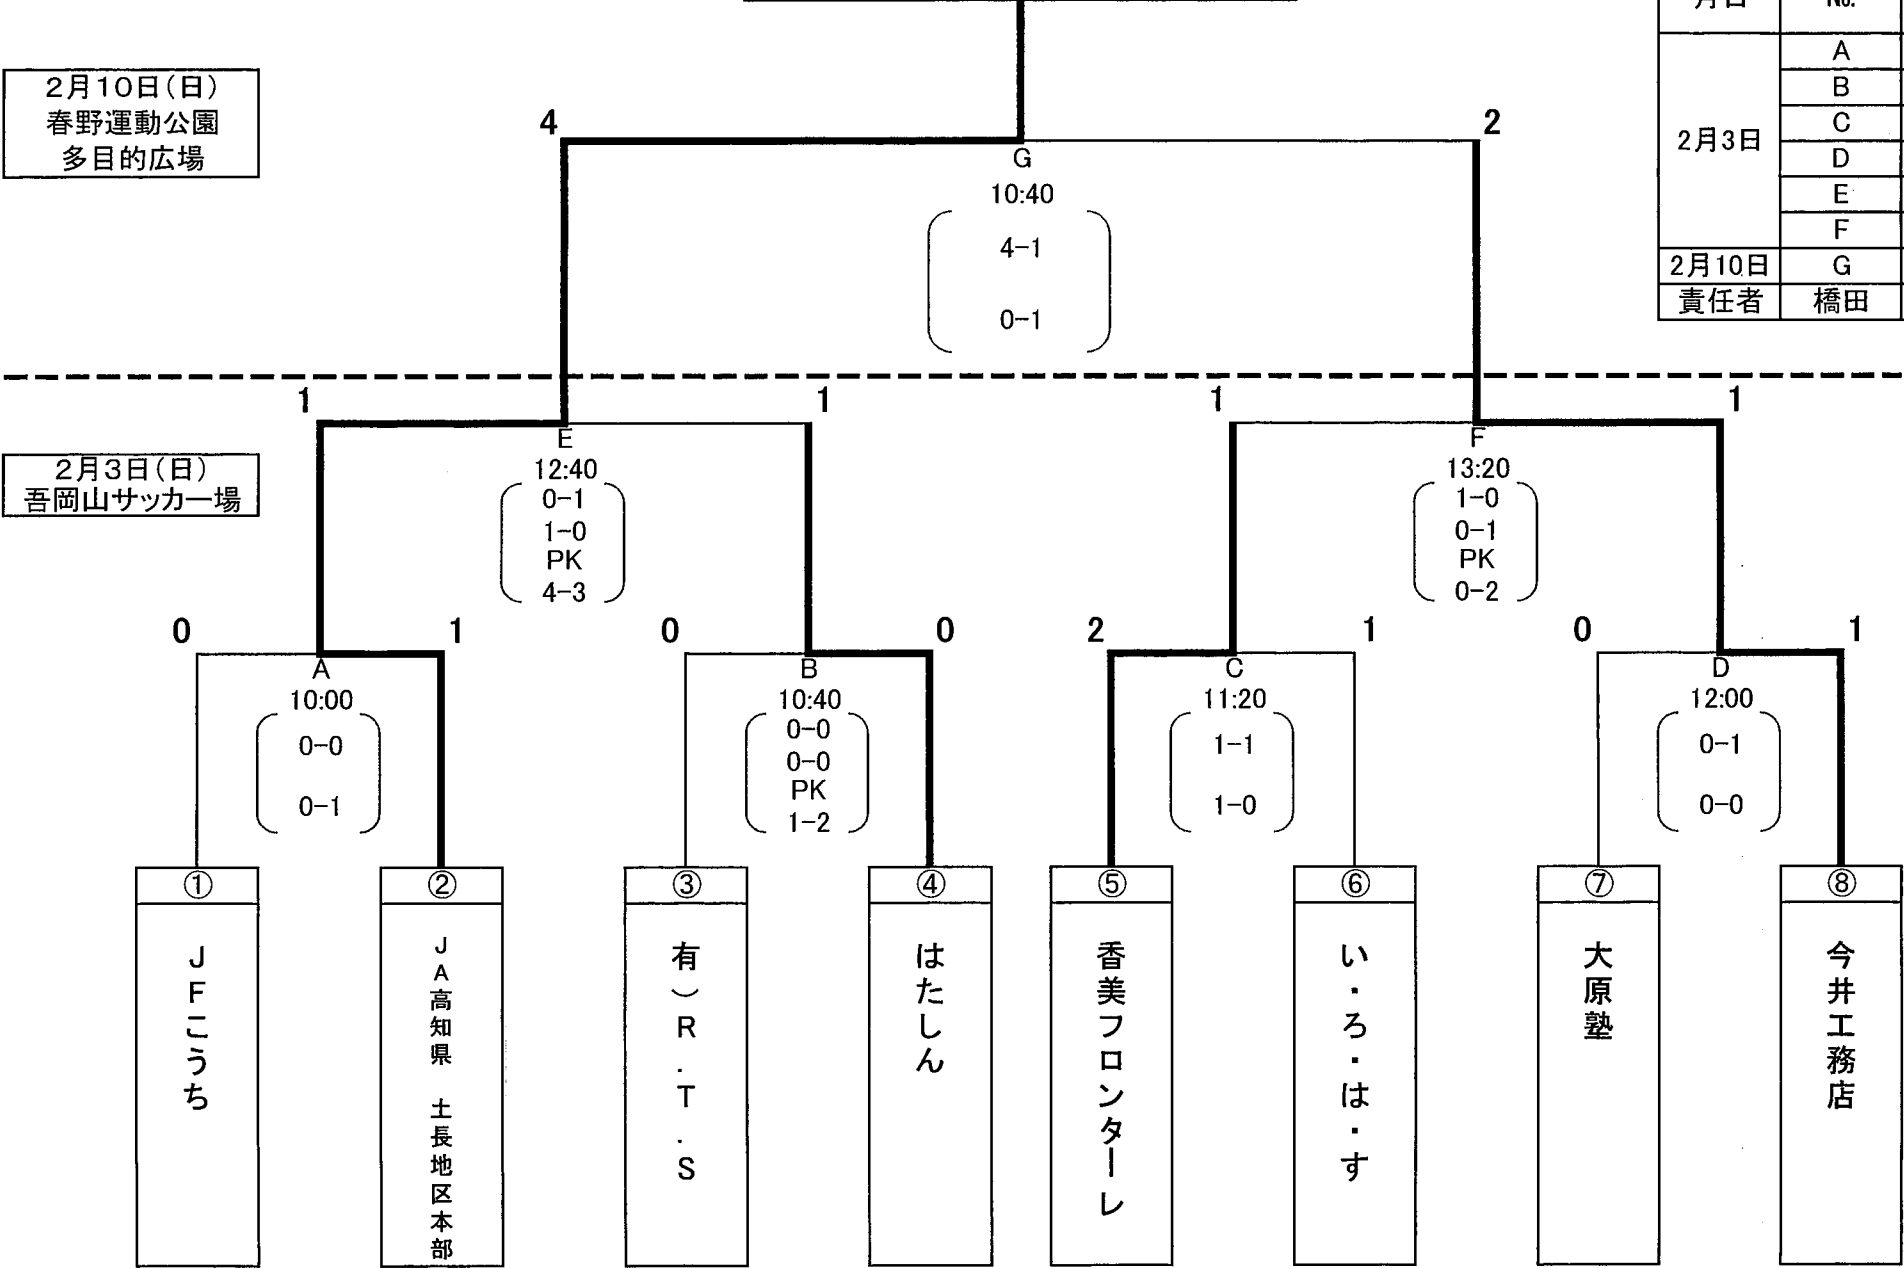 月日 No.
A
B
C
D
E
F
2月3日
2月10日 G
責任者 橋田
2月10日(日)
春野運動公園
多目的広場
4 2
G
10:40
4-1
0-1
1 1 1 1
2月3日(日)
吾岡山サッカー場
E
12:40
0-1
1-0
PK
4-3
F
13:20
1-0
0-1
PK
0-2
0 1 0 0 2 1 0 1
A
10:00
0-0
0-1
B
10:40
0-0
0-0
PK
1-2
C
11:20
1-1
1-0
D
12:00
0-1
0-0
① ② ③ ④ ⑤ ⑥ ⑦ ⑧
JFこうち
JA高知県 土長地区本部
有)R.T.S
はたしん
香美フロンターレ
い・ろ・は・す
大原塾
今井工務店